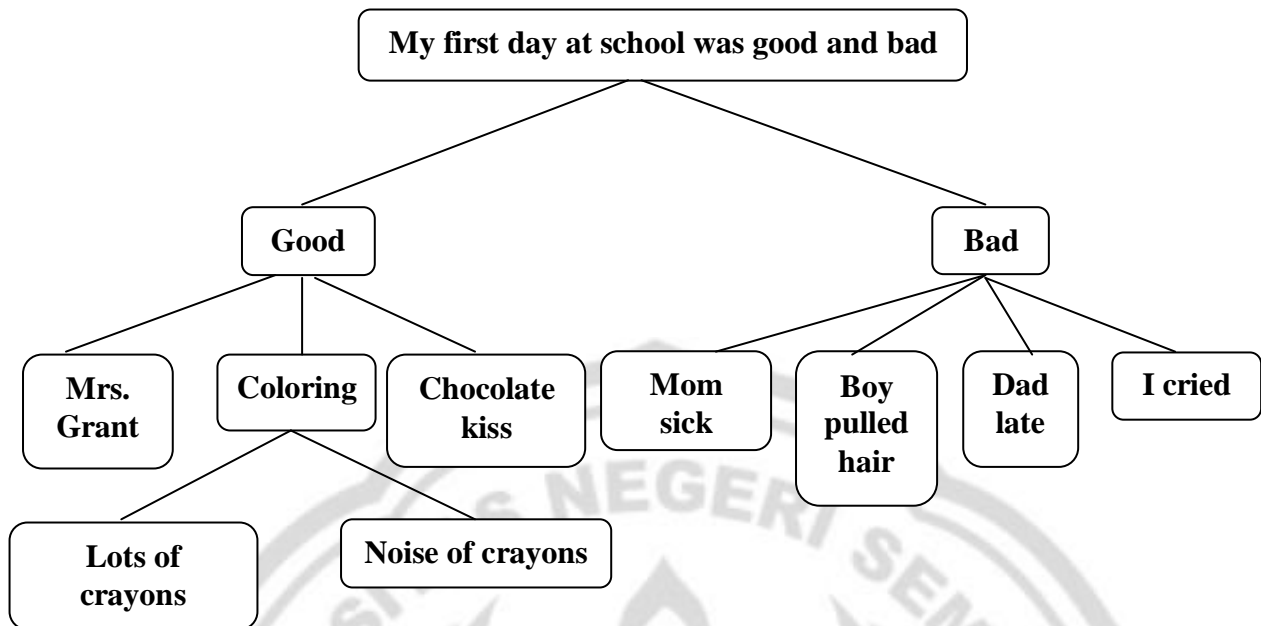 My first day at school was good and bad
Good
Bad
Mrs.
Grant
Coloring
Chocolate
kiss
Mom
sick
Boy
pulled
hair
Dad
late
I cried
Lots of
crayons
Noise of crayons
S NEGERI SEM